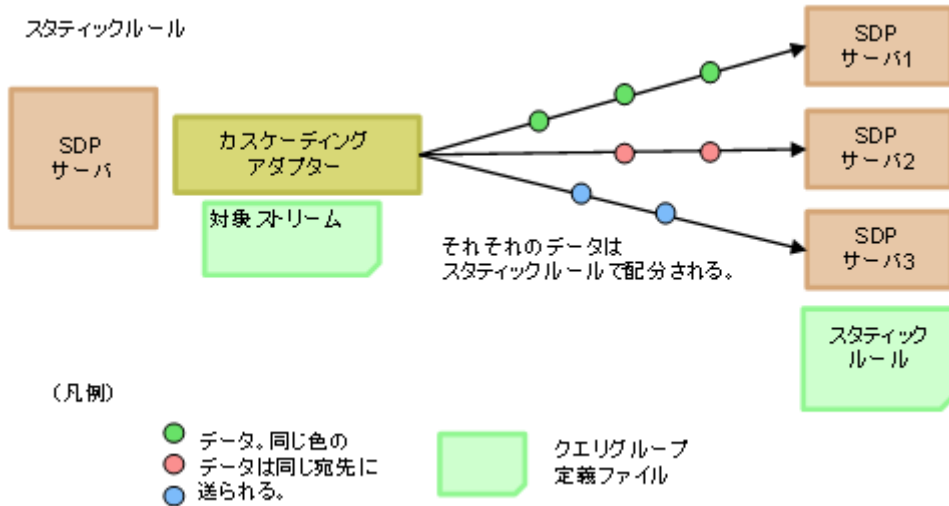 スタティックルール
SDP
サーバ
カスケーディング
アダプター
対象ストリーム
SDP
サーバ1
SDP
サーバ2
SDP
サーバ3
それそれのデータは
スタティックルールで配分される。
スタティック
ルール
(凡例)
データ。同じ色の
データは同じ宛先に
送られる。
クエリグループ
定義ファイル